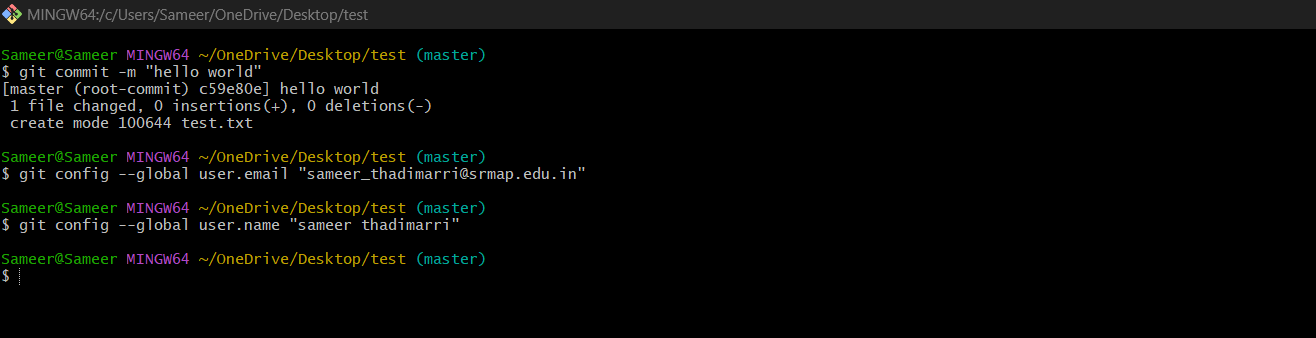 MINGW64:/c/Users/Sameer/OneDrive/Desktop/test
Sameer@Sameer MINGW64 ~/OneDrive/Desktop/test (master)
$ git commit -m "hello world"
[master (root-commit) c59e80e] hello world
 1 file changed, 0 insertions(+), 0 deletions(-)
 create mode 100644 test.txt
Sameer@Sameer MINGW64 ~/OneDrive/Desktop/test (master)
$ git config --global user.email "sameer_thadimarri@srmap.edu.in"
Sameer@Sameer MINGW64 ~/OneDrive/Desktop/test (master)
$ git config --global user.name "sameer thadimarri"
Sameer@Sameer MINGW64 ~/OneDrive/Desktop/test (master)
$